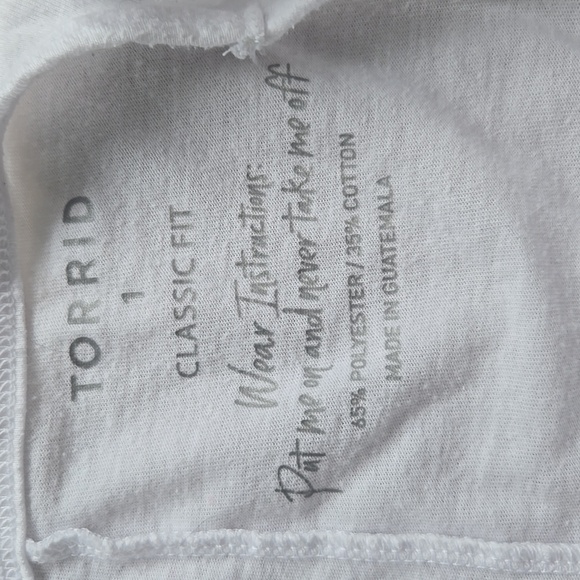 TORRID
1
CLASSIC FIT
Wear Instructions:
Put me on and never take me off
65% POLYESTER / 35% COTTON
MADE IN GUATEMALA